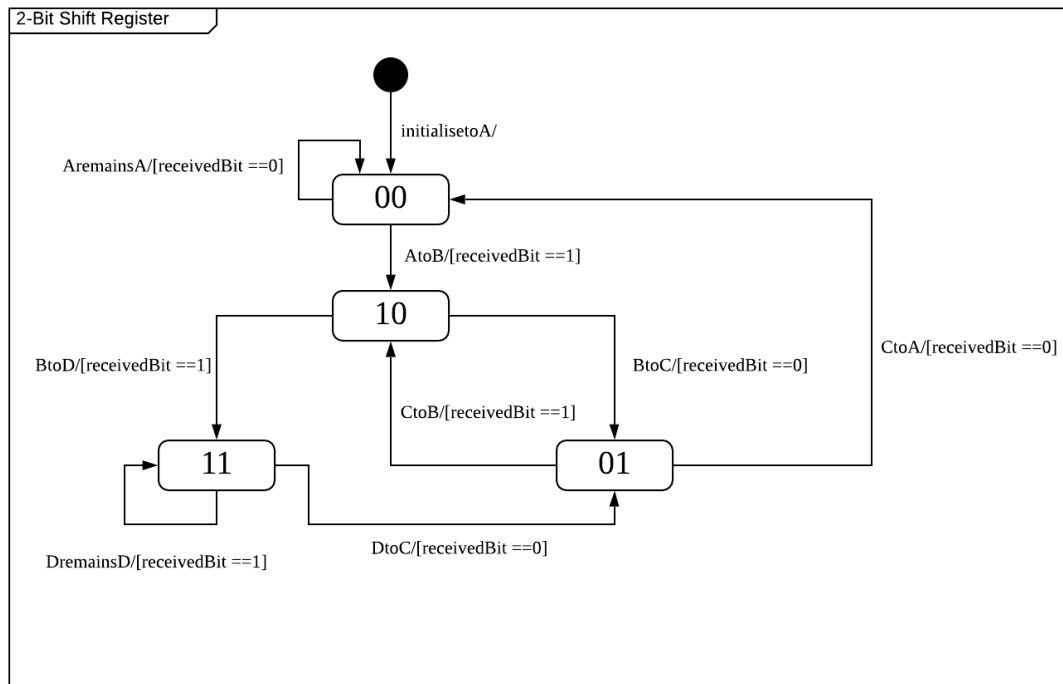 2-Bit Shift Register
initialisetoA/
AremainsA/[receivedBit ==0]
00
AtoB/[receivedBit ==1]
10
CtoA/[receivedBit ==0]
BtoD/[receivedBit ==1]
BtoC/[receivedBit ==0]
CtoB/[receivedBit ==1]
11
01
DtoC/[receivedBit ==0]
DremainsD/[receivedBit ==1]